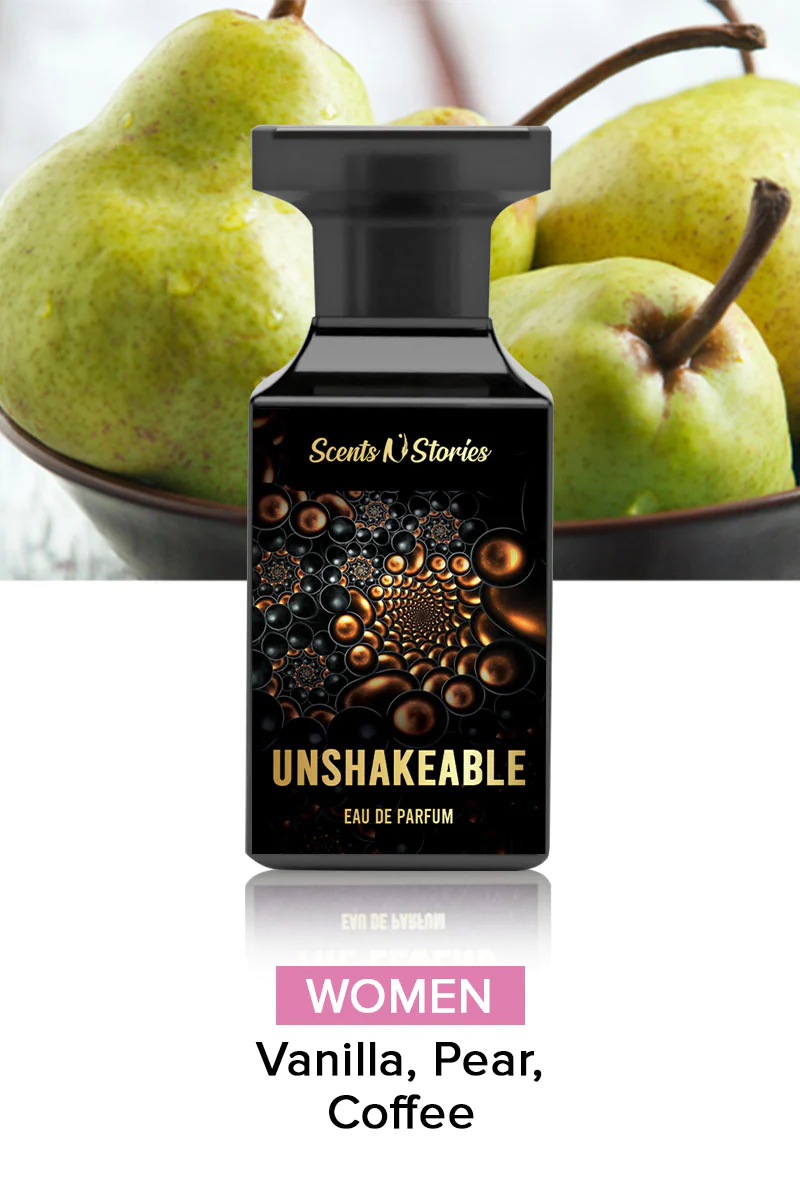 Scents N Stories
UNSHAKEABLE
EAU DE PARFUM
EAU DE PARFUM
WOMEN
Vanilla, Pear,
Coffee